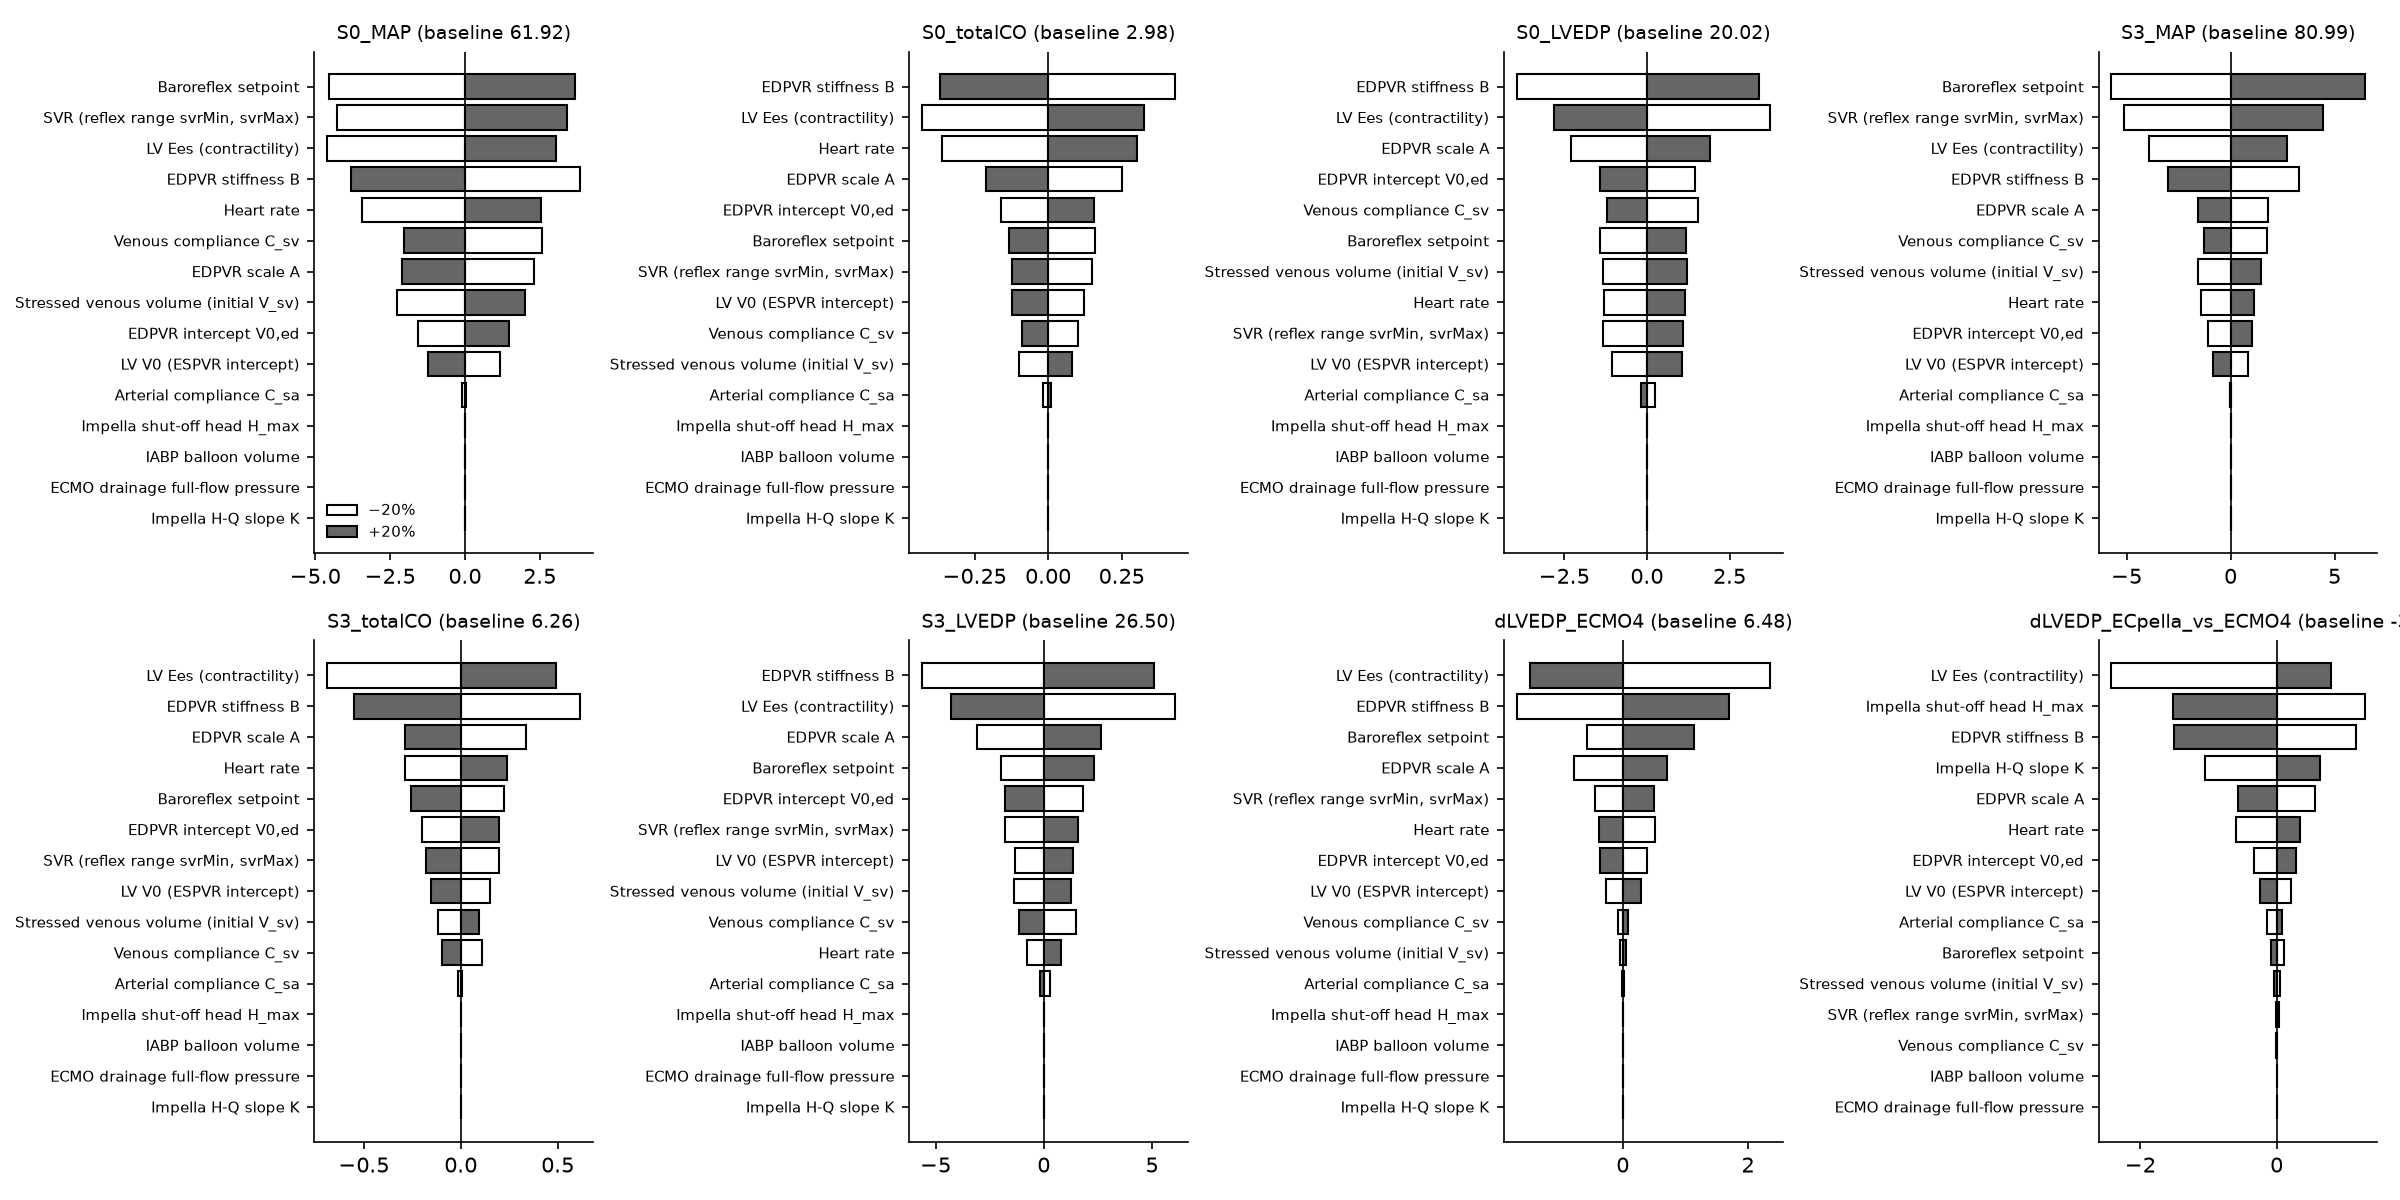 S0_MAP (baseline 61.92)
Baroreflex setpoint
SVR (reflex range svrMin, svrMax)
LV Ees (contractility)
EDPVR stiffness B
Heart rate
Venous compliance C_sv
EDPVR scale A
Stressed venous volume (initial V_sv)
EDPVR intercept V0,ed
LV V0 (ESPVR intercept)
Arterial compliance C_sa
Impella shut-off head H_max
IABP balloon volume
ECMO drainage full-flow pressure
Impella H-Q slope K
−20%
+20%
−5.0 −2.5 0.0 2.5
S0_totalCO (baseline 2.98)
EDPVR stiffness B
LV Ees (contractility)
Heart rate
EDPVR scale A
EDPVR intercept V0,ed
Baroreflex setpoint
SVR (reflex range svrMin, svrMax)
LV V0 (ESPVR intercept)
Venous compliance C_sv
Stressed venous volume (initial V_sv)
Arterial compliance C_sa
Impella shut-off head H_max
IABP balloon volume
ECMO drainage full-flow pressure
Impella H-Q slope K
−0.25 0.00 0.25
S0_LVEDP (baseline 20.02)
EDPVR stiffness B
LV Ees (contractility)
EDPVR scale A
EDPVR intercept V0,ed
Venous compliance C_sv
Baroreflex setpoint
Stressed venous volume (initial V_sv)
Heart rate
SVR (reflex range svrMin, svrMax)
LV V0 (ESPVR intercept)
Arterial compliance C_sa
Impella shut-off head H_max
IABP balloon volume
ECMO drainage full-flow pressure
Impella H-Q slope K
−2.5 0.0 2.5
S3_MAP (baseline 80.99)
Baroreflex setpoint
SVR (reflex range svrMin, svrMax)
LV Ees (contractility)
EDPVR stiffness B
EDPVR scale A
Venous compliance C_sv
Stressed venous volume (initial V_sv)
Heart rate
EDPVR intercept V0,ed
LV V0 (ESPVR intercept)
Arterial compliance C_sa
Impella shut-off head H_max
IABP balloon volume
ECMO drainage full-flow pressure
Impella H-Q slope K
−5 0 5
S3_totalCO (baseline 6.26)
LV Ees (contractility)
EDPVR stiffness B
EDPVR scale A
Heart rate
Baroreflex setpoint
EDPVR intercept V0,ed
SVR (reflex range svrMin, svrMax)
LV V0 (ESPVR intercept)
Stressed venous volume (initial V_sv)
Venous compliance C_sv
Arterial compliance C_sa
Impella shut-off head H_max
IABP balloon volume
ECMO drainage full-flow pressure
Impella H-Q slope K
−0.5 0.0 0.5
S3_LVEDP (baseline 26.50)
EDPVR stiffness B
LV Ees (contractility)
EDPVR scale A
Baroreflex setpoint
EDPVR intercept V0,ed
SVR (reflex range svrMin, svrMax)
LV V0 (ESPVR intercept)
Stressed venous volume (initial V_sv)
Venous compliance C_sv
Heart rate
Arterial compliance C_sa
Impella shut-off head H_max
IABP balloon volume
ECMO drainage full-flow pressure
Impella H-Q slope K
−5 0 5
dLVEDP_ECMO4 (baseline 6.48)
LV Ees (contractility)
EDPVR stiffness B
Baroreflex setpoint
EDPVR scale A
SVR (reflex range svrMin, svrMax)
Heart rate
EDPVR intercept V0,ed
LV V0 (ESPVR intercept)
Venous compliance C_sv
Stressed venous volume (initial V_sv)
Arterial compliance C_sa
Impella shut-off head H_max
IABP balloon volume
ECMO drainage full-flow pressure
Impella H-Q slope K
0 2
dLVEDP_ECpella_vs_ECMO4 (baseline
LV Ees (contractility)
Impella shut-off head H_max
EDPVR stiffness B
Impella H-Q slope K
EDPVR scale A
Heart rate
EDPVR intercept V0,ed
LV V0 (ESPVR intercept)
Arterial compliance C_sa
Baroreflex setpoint
Stressed venous volume (initial V_sv)
SVR (reflex range svrMin, svrMax)
Venous compliance C_sv
IABP balloon volume
ECMO drainage full-flow pressure
−2 0